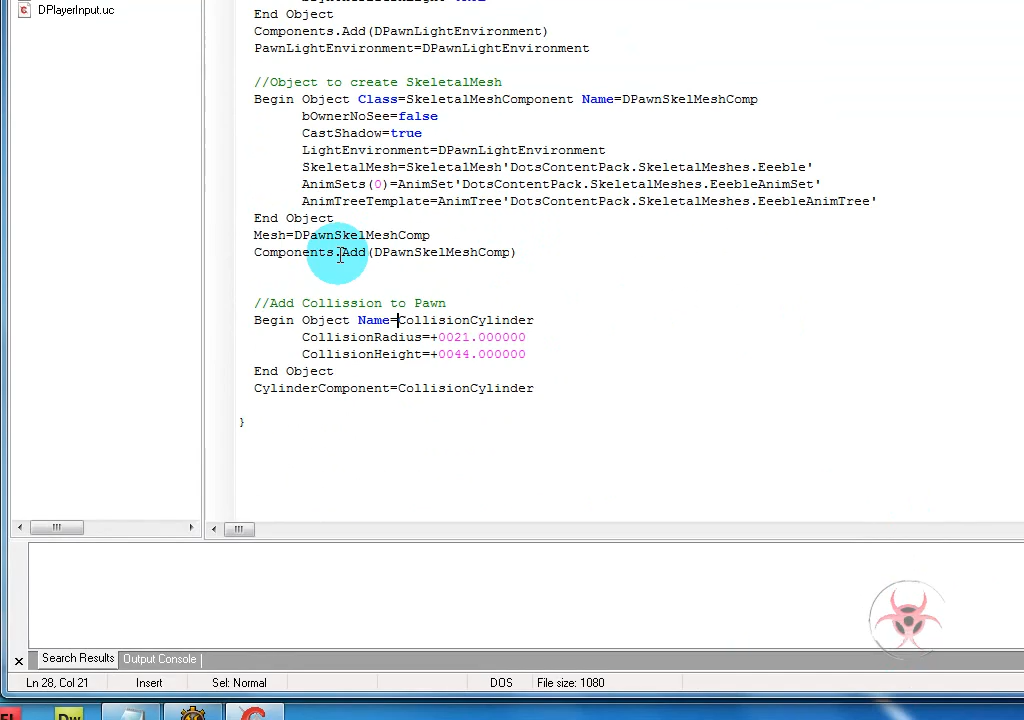 DPlayerInput.uc
End Object
Components.Add(DPawnLightEnvironment)
PawnLightEnvironment=DPawnLightEnvironment
//Object to create SkeletalMesh
Begin Object Class=SkeletalMeshComponent Name=DPawnSkelMeshComp
bOwnerNoSee=false
CastShadow=true
LightEnvironment=DPawnLightEnvironment
SkeletalMesh=SkeletalMesh'DotsContentPack.SkeletalMeshes.Eeeble'
AnimSets(0)=AnimSet'DotsContentPack.SkeletalMeshes.EeebleAnimSet'
AnimTreeTemplate=AnimTree'DotsContentPack.SkeletalMeshes.EeebleAnimTree'
End Object
Mesh=DPawnSkelMeshComp
Components.Add(DPawnSkelMeshComp)
//Add Collission to Pawn
Begin Object Name=CollisionCylinder
CollisionRadius=+0021.000000
CollisionHeight=+0044.000000
End Object
CylinderComponent=CollisionCylinder
}
Search Results
Output Console
Ln 28, Col 21
Insert
Sel: Normal
DOS
File size: 1080
Dw